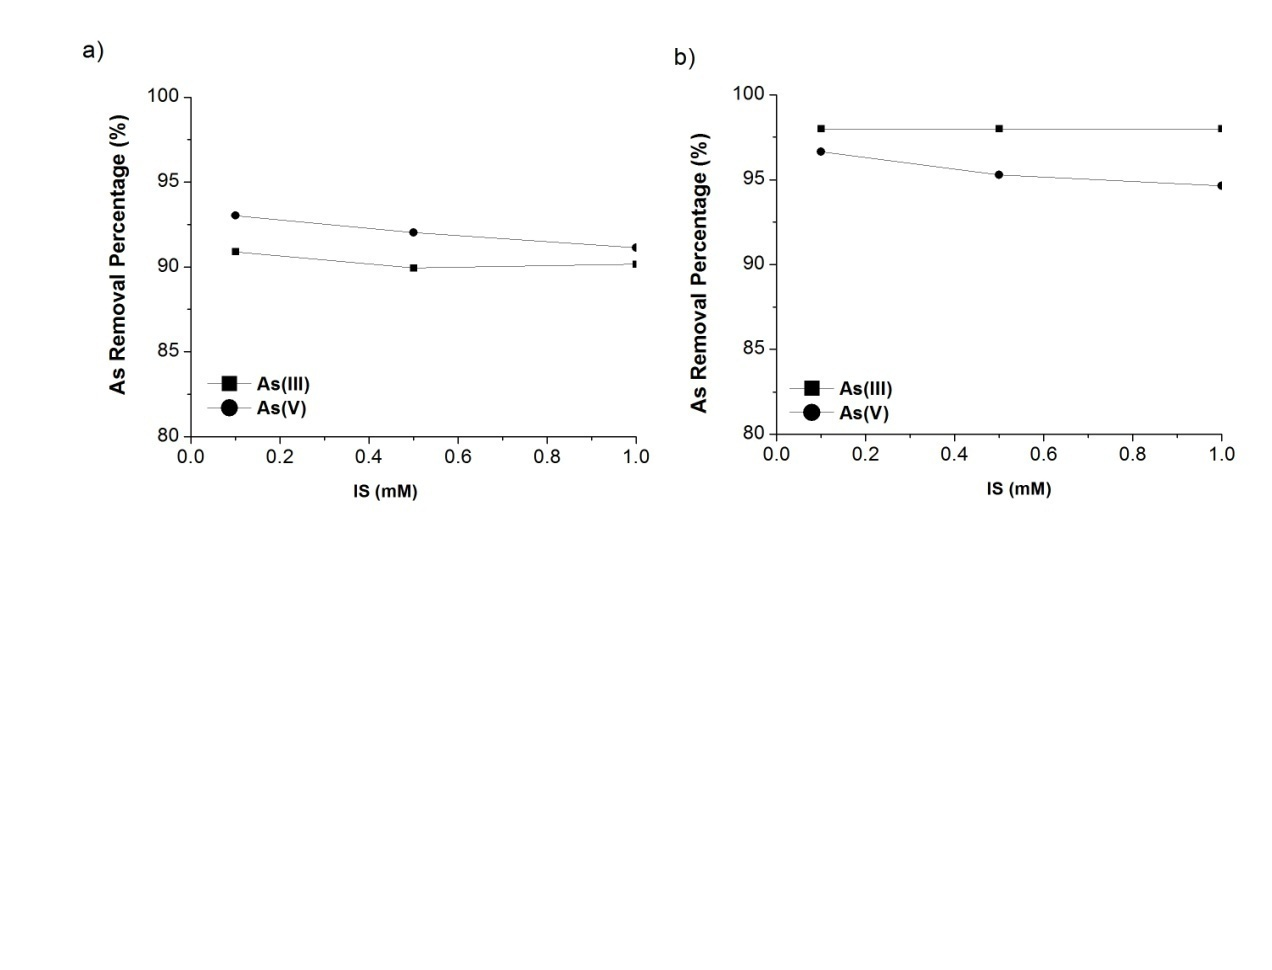 a)
As Removal Percentage (%)
100
95
90
85
80
As(III)
As(V)
0.0 0.2 0.4 0.6 0.8 1.0
IS (mM)
b)
As Removal Percentage (%)
100
95
90
85
80
As(III)
As(V)
0.0 0.2 0.4 0.6 0.8 1.0
IS (mM)